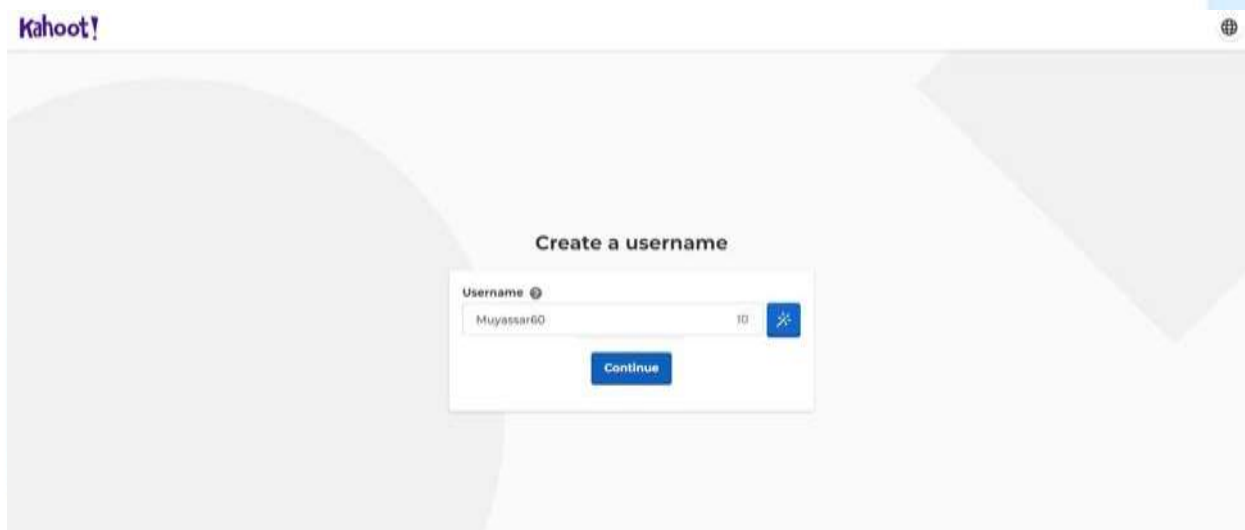 Kahoot!
Create a username
Username
Muyassar60 10
Continue